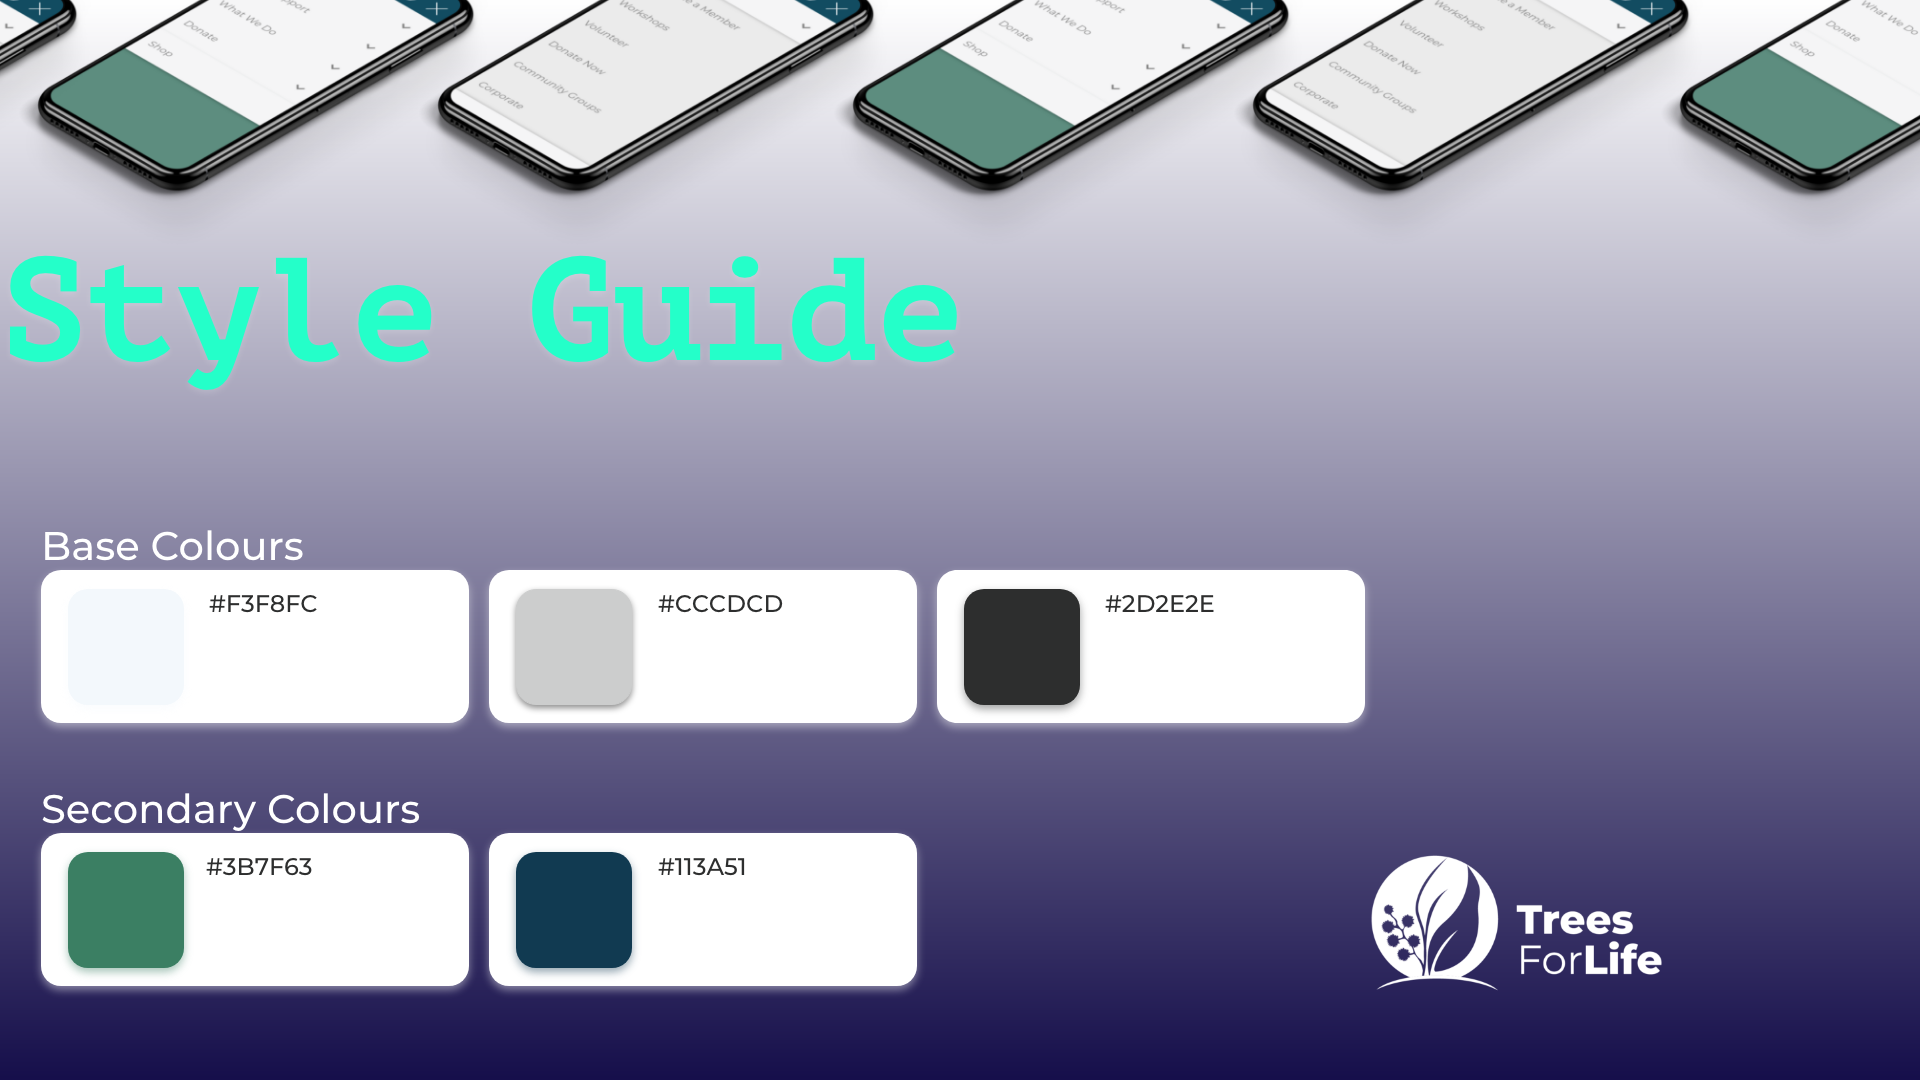 What We Do
Donate
Shop
Workshops
Volunteer
Donate Now
Community Groups
Corporate
What We Do
Donate
Shop
Workshops
Volunteer
Donate Now
Community Groups
Corporate
What We Do
Donate
Shop
Style Guide
Base Colours
#F3F8FC
#CCCDCD
#2D2E2E
Secondary Colours
#3B7F63
#113A51
Trees
ForLife